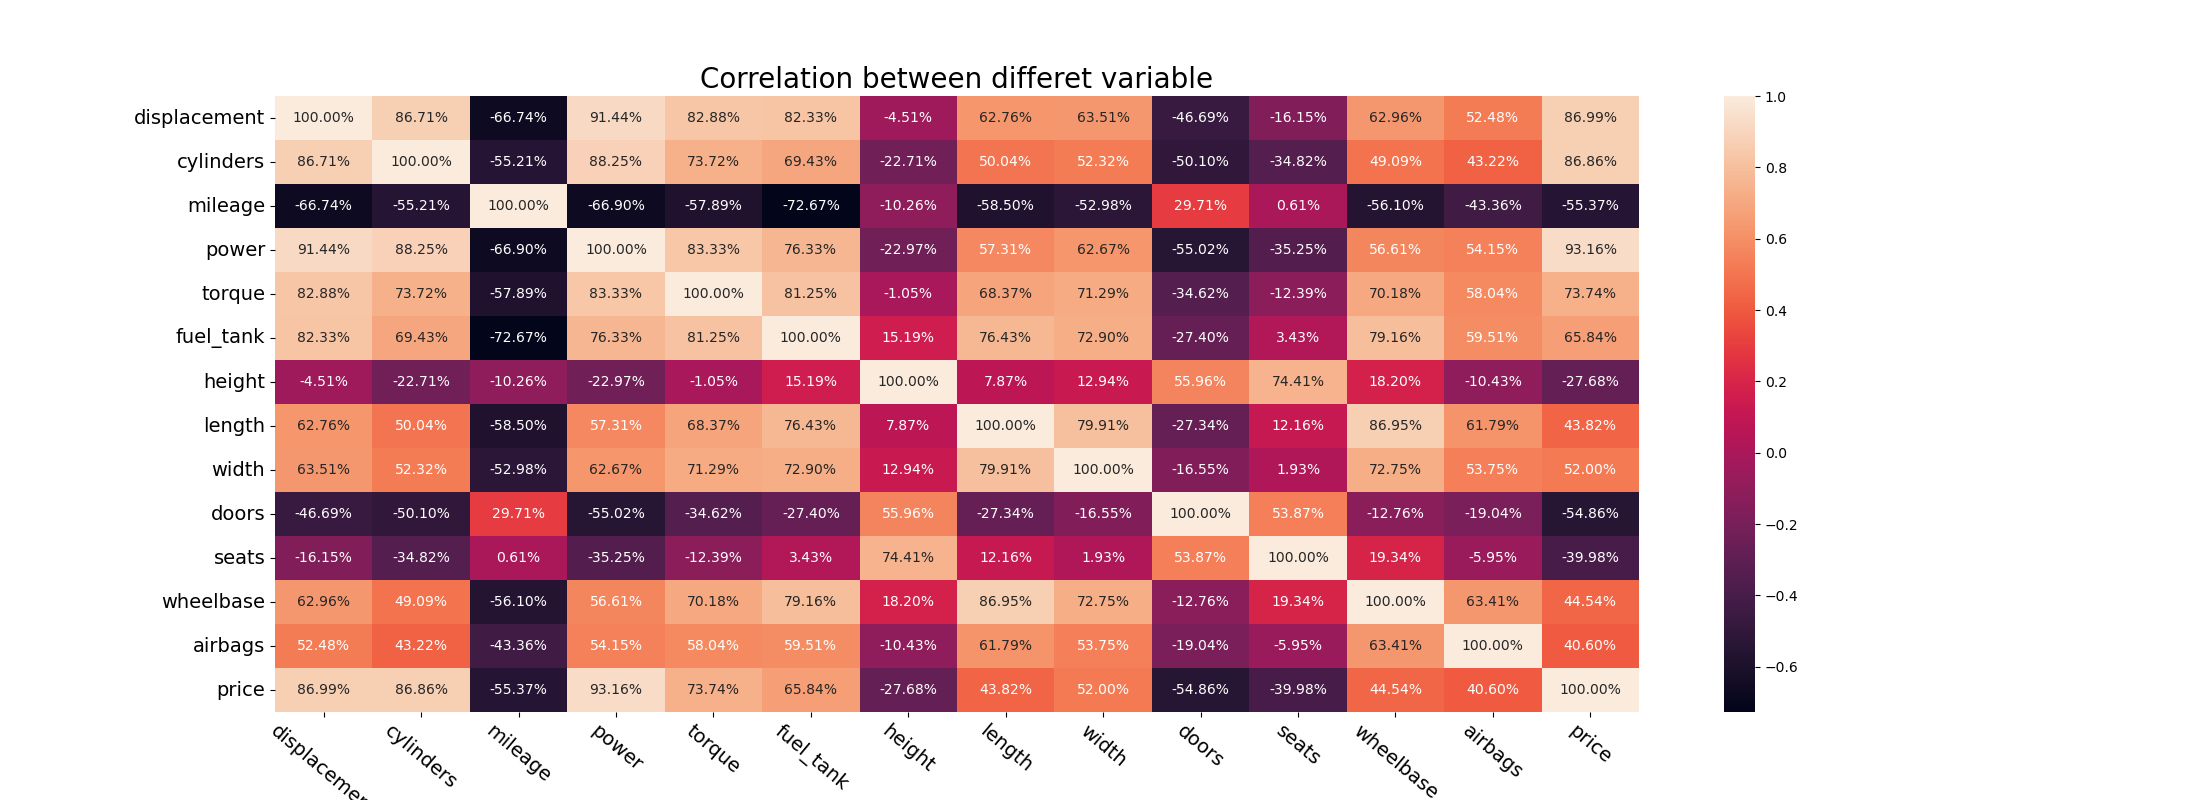 Correlation between differet variable
displacement 100.00% 86.71% -66.74% 91.44% 82.88% 82.33% -4.51% 62.76% 63.51% -46.69% -16.15% 62.96% 52.48% 86.99%
cylinders 86.71% 100.00% -55.21% 88.25% 73.72% 69.43% -22.71% 50.04% 52.32% -50.10% -34.82% 49.09% 43.22% 86.86%
mileage -66.74% -55.21% 100.00% -66.90% -57.89% -72.67% -10.26% -58.50% -52.98% 29.71% 0.61% -56.10% -43.36% -55.37%
power 91.44% 88.25% -66.90% 100.00% 83.33% 76.33% -22.97% 57.31% 62.67% -55.02% -35.25% 56.61% 54.15% 93.16%
torque 82.88% 73.72% -57.89% 83.33% 100.00% 81.25% -1.05% 68.37% 71.29% -34.62% -12.39% 70.18% 58.04% 73.74%
fuel_tank 82.33% 69.43% -72.67% 76.33% 81.25% 100.00% 15.19% 76.43% 72.90% -27.40% 3.43% 79.16% 59.51% 65.84%
height -4.51% -22.71% -10.26% -22.97% -1.05% 15.19% 100.00% 7.87% 12.94% 55.96% 74.41% 18.20% -10.43% -27.68%
length 62.76% 50.04% -58.50% 57.31% 68.37% 76.43% 7.87% 100.00% 79.91% -27.34% 12.16% 86.95% 61.79% 43.82%
width 63.51% 52.32% -52.98% 62.67% 71.29% 72.90% 12.94% 79.91% 100.00% -16.55% 1.93% 72.75% 53.75% 52.00%
doors -46.69% -50.10% 29.71% -55.02% -34.62% -27.40% 55.96% -27.34% -16.55% 100.00% 53.87% -12.76% -19.04% -54.86%
seats -16.15% -34.82% 0.61% -35.25% -12.39% 3.43% 74.41% 12.16% 1.93% 53.87% 100.00% 19.34% -5.95% -39.98%
wheelbase 62.96% 49.09% -56.10% 56.61% 70.18% 79.16% 18.20% 86.95% 72.75% -12.76% 19.34% 100.00% 63.41% 44.54%
airbags 52.48% 43.22% -43.36% 54.15% 58.04% 59.51% -10.43% 61.79% 53.75% -19.04% -5.95% 63.41% 100.00% 40.60%
price 86.99% 86.86% -55.37% 93.16% 73.74% 65.84% -27.68% 43.82% 52.00% -54.86% -39.98% 44.54% 40.60% 100.00%
cylinders mileage power torque fuel_tank height length width doors seats wheelbase airbags price
1.0
0.8
0.6
0.4
0.2
0.0
−0.2
−0.4
−0.6